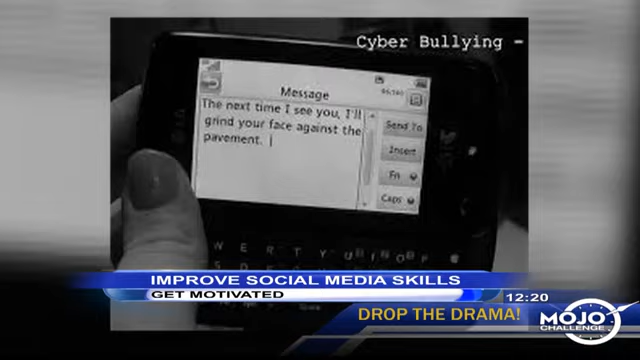 Cyber Bullying -
Message
The next time I see you, I'll
grind your face against the
pavement.
Send To
Insert
Fn
Caps
W E R T Y U I O P
IMPROVE SOCIAL MEDIA SKILLS
GET MOTIVATED
12:20
DROP THE DRAMA!
MOJO
CHALLENGE